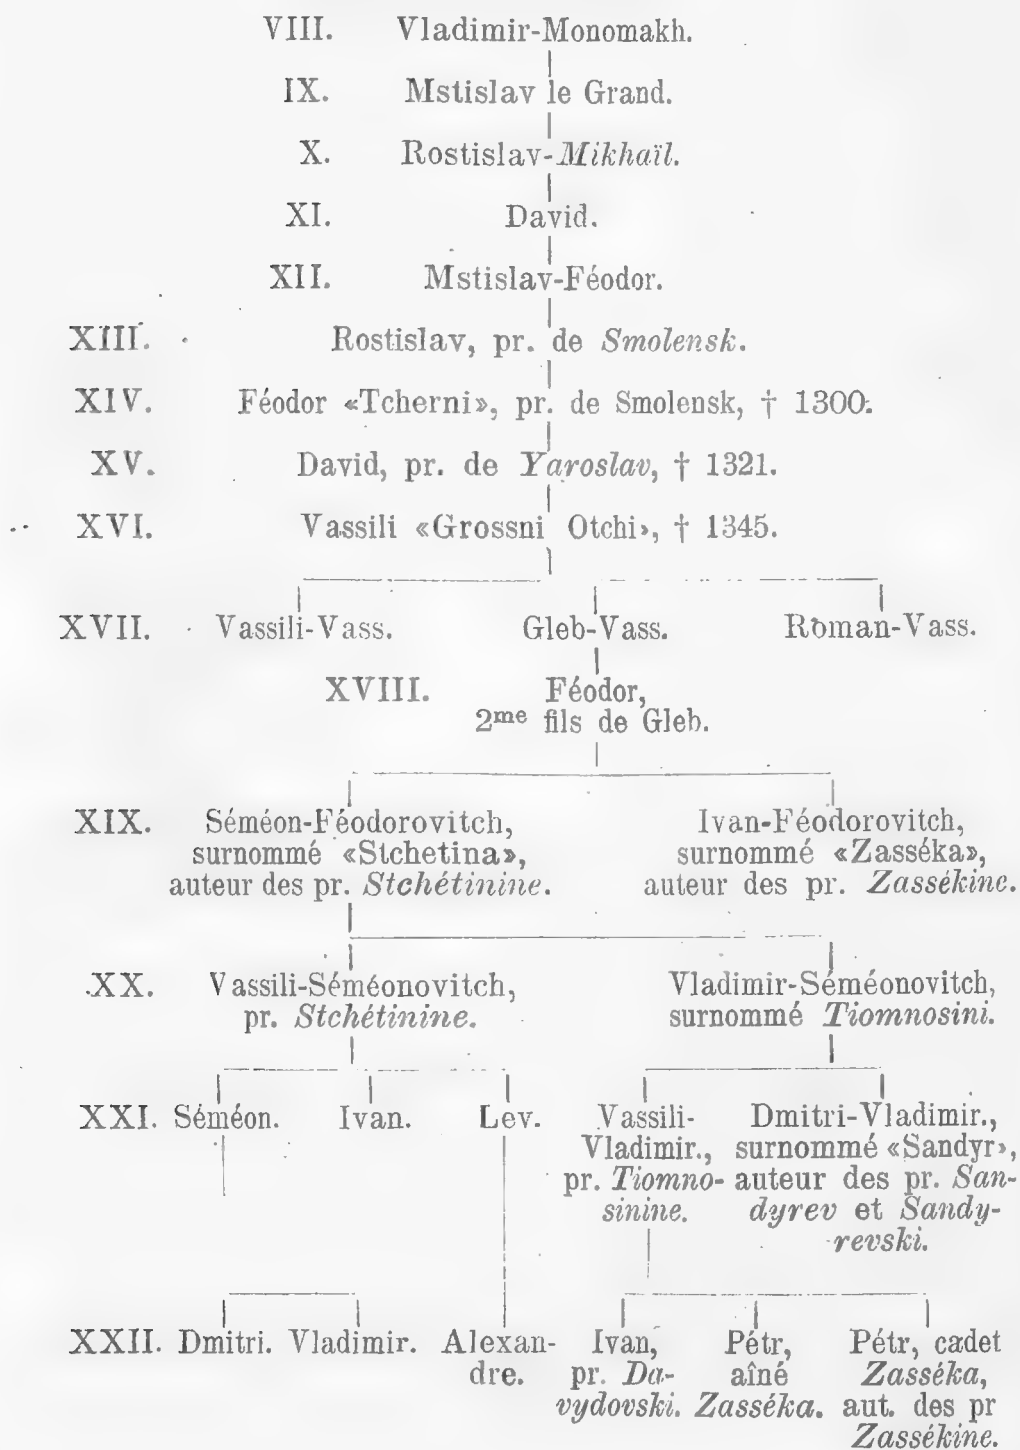 VIII. Vladimir-Monomakh.
IX. Mstislav le Grand.
X. Rostislav-Mikhaïl.
XI. David.
XII. Mstislav-Féodor.
XIII. Rostislav, pr. de Smolensk.
XIV. Féodor «Tcherni», pr. de Smolensk, † 1300.
XV. David, pr. de Yaroslav, † 1321.
XVI. Vassili «Grossni Otchi», † 1345.
XVII. Vassili-Vass. Gleb-Vass. Roman-Vass.
XVIII. Féodor,
2me fils de Gleb.
XIX. Séméon-Féodorovitch, Ivan-Féodorovitch,
surnommé «Stchetina», surnommé «Zasséka»,
auteur des pr. Stchétinine. auteur des pr. Zassékine.
XX. Vassili-Séméonovitch, Vladimir-Séméonovitch,
pr. Stchétinine. surnommé Tiomnosini.
XXI. Séméon. Ivan. Lev. Vassili- Dmitri-Vladimir.,
Vladimir., surnommé «Sandyr»,
pr. Tiomno- auteur des pr. San-
sinine. dyrev et Sandy-
revski.
XXII. Dmitri. Vladimir. Alexan- Ivan, Pétr, Pétr, cadet
dre. pr. Da- aîné Zasséka,
vydovski. Zasséka. aut. des pr
Zassékine.